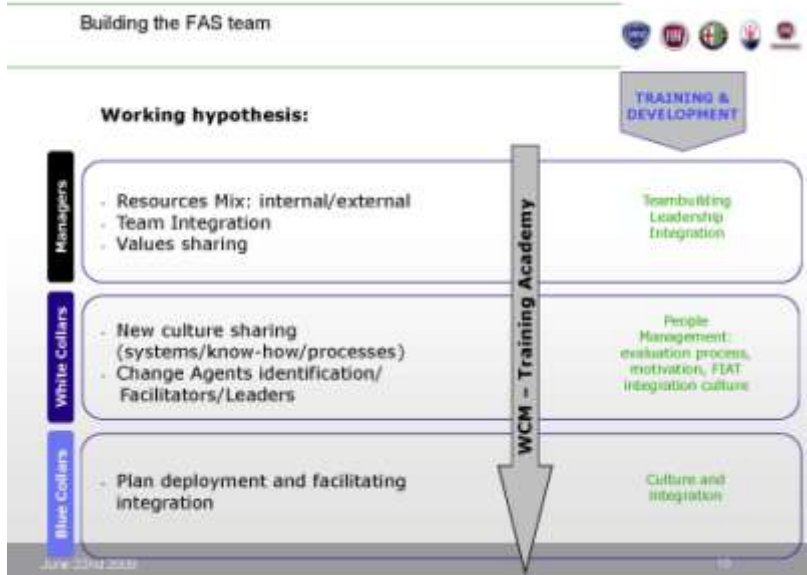 Building the FAS team
TRAINING &
DEVELOPMENT
Working hypothesis:
Managers
- Resources Mix: internal/external
- Team Integration
- Values sharing
Teambuilding
Leadership
Integration
WCM – Training Academy
White Collars
- New culture sharing
(systems/know-how/processes)
- Change Agents identification/
Facilitators/Leaders
People
Management:
evaluation process,
motivation, FIAT
integration culture
Blue Collars
- Plan deployment and facilitating
integration
Culture and
integration
June 22nd